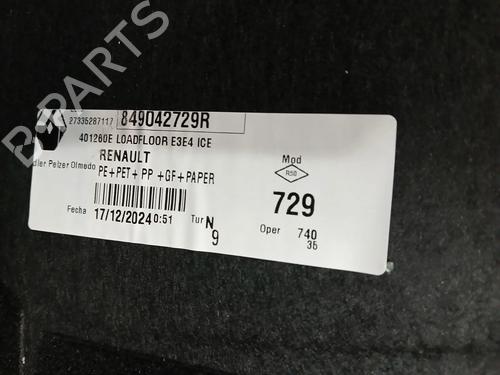 27335287117
849042729R
401260E LOADFLOOR E3E4 ICE
dler Pelzer Olmedo
RENAULT
PE+PET+ PP +GF+PAPER
Fecha 17/12/2024 0:51 Tur N
9
Mod
R50
729
Oper 740
35
BPARTS